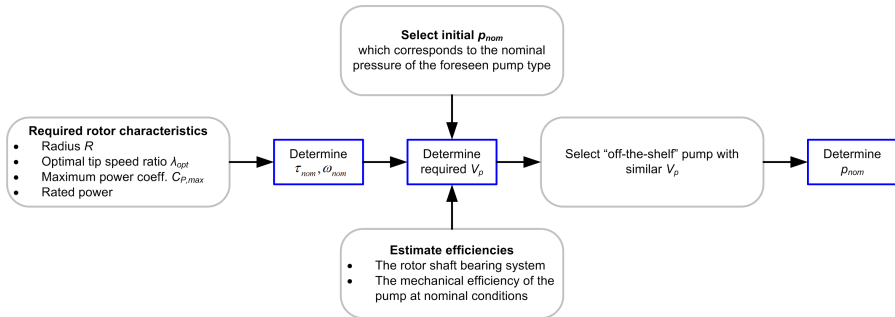 Select initial p_nom
which corresponds to the nominal
pressure of the foreseen pump type
Required rotor characteristics
• Radius R
• Optimal tip speed ratio λ_opt
• Maximum power coeff. C_P,max
• Rated power
Determine
τ_nom, ω_nom
Determine
required V_p
Select “off-the-shelf” pump with
similar V_p
Determine
p_nom
Estimate efficiencies
• The rotor shaft bearing system
• The mechanical efficiency of the
pump at nominal conditions